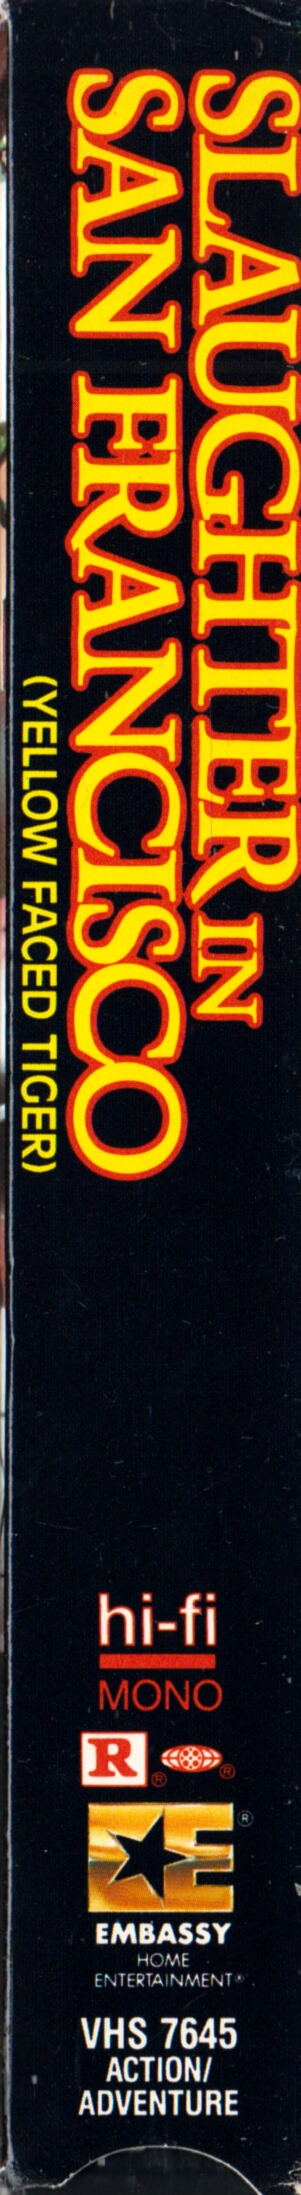 SLAUGHTER IN
SAN FRANCISCO
(YELLOW FACED TIGER)
hi-fi
MONO
R ®
®
E ®
EMBASSY
HOME
ENTERTAINMENT®
VHS 7645
ACTION/
ADVENTURE